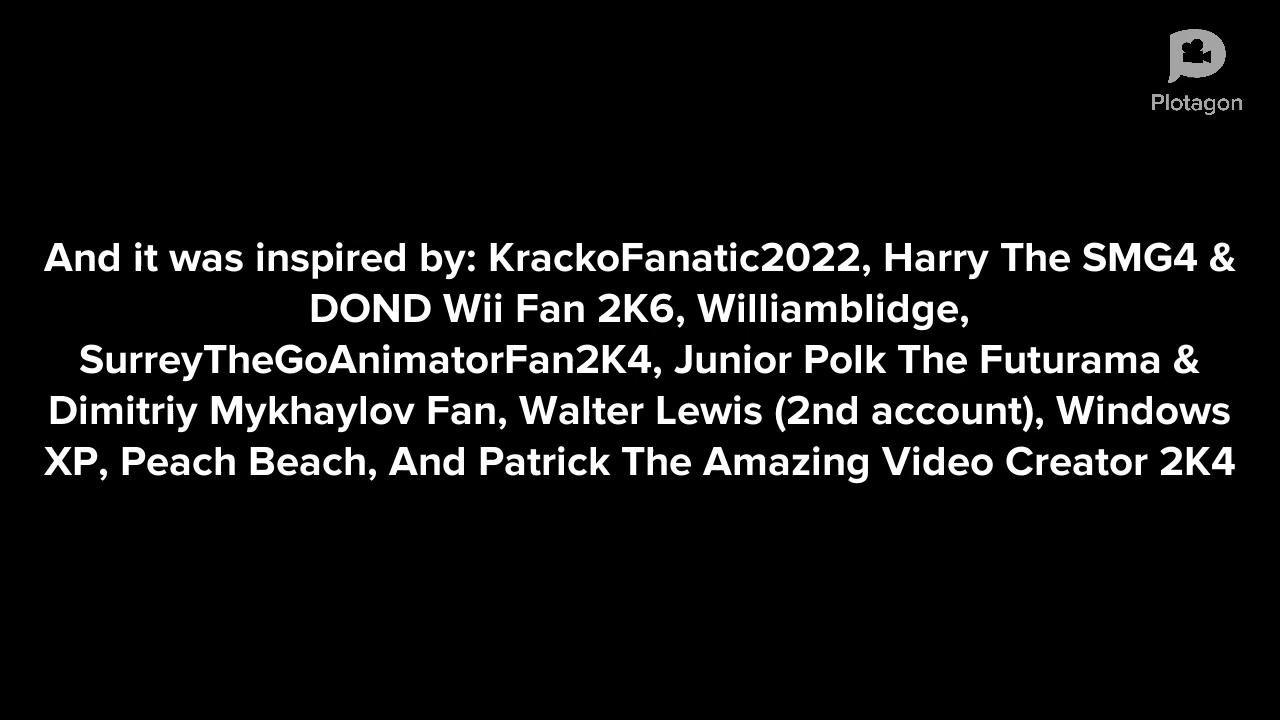 Plotagon
And it was inspired by: KrackoFanatic2022, Harry The SMG4 &
DOND Wii Fan 2K6, Williamblidge,
SurreyTheGoAnimatorFan2K4, Junior Polk The Futurama &
Dimitriy Mykhaylov Fan, Walter Lewis (2nd account), Windows
XP, Peach Beach, And Patrick The Amazing Video Creator 2K4